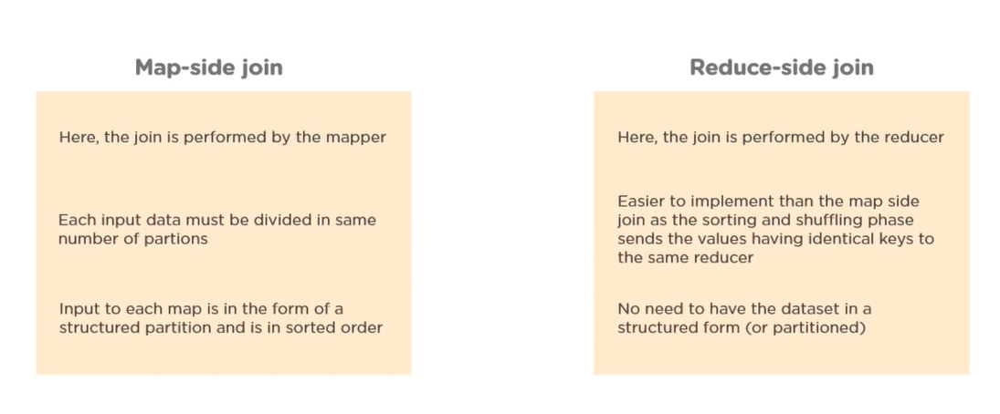 Map-side join
Here, the join is performed by the mapper
Each input data must be divided in same
number of partions
Input to each map is in the form of a
structured partition and is in sorted order
Reduce-side join
Here, the join is performed by the reducer
Easier to implement than the map side
join as the sorting and shuffling phase
sends the values having identical keys to
the same reducer
No need to have the dataset in a
structured form (or partitioned)